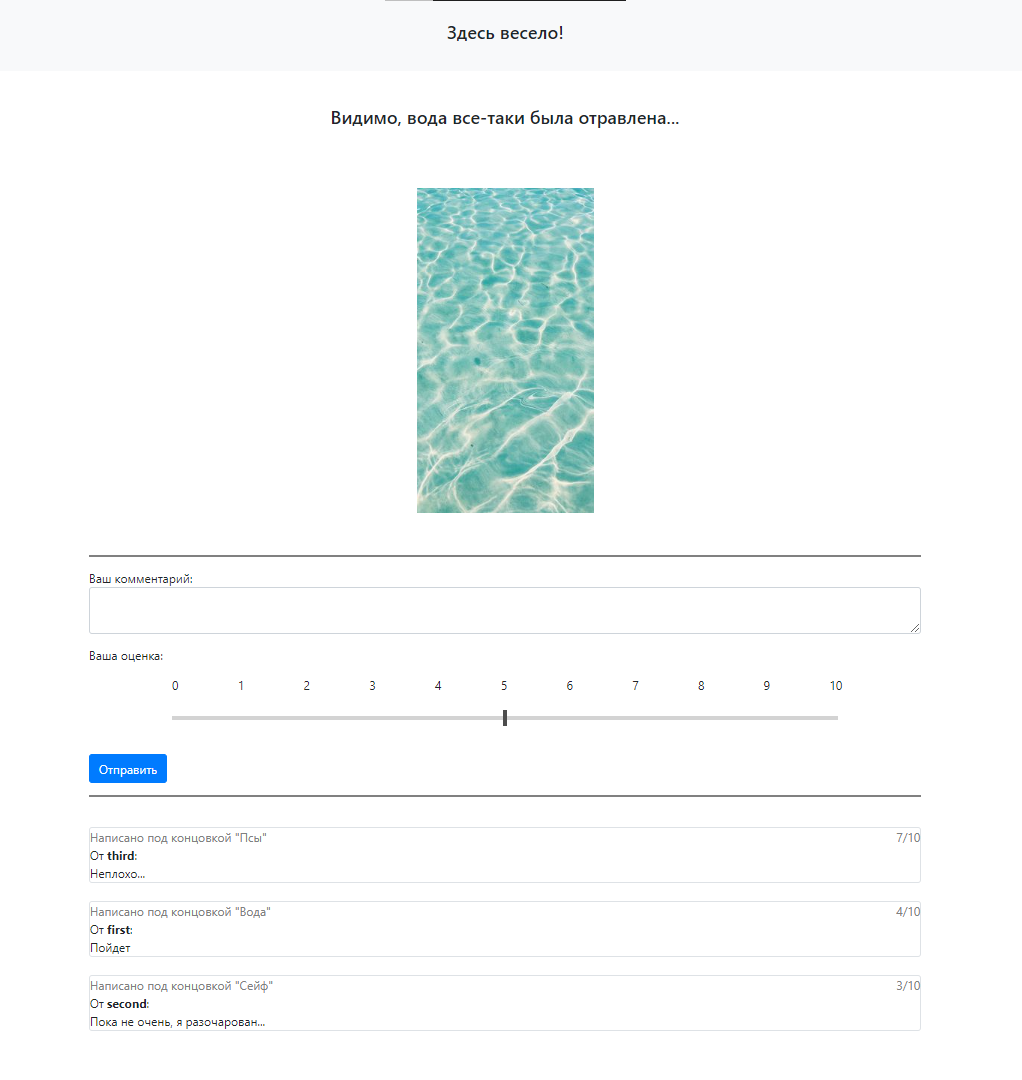 Здесь весело!
Видимо, вода все-таки была отравлена...
Ваш комментарий:
Ваша оценка:
0 1 2 3 4 5 6 7 8 9 10
Отправить
Написано под концовкой "Псы" 7/10
От third:
Неплохо...
Написано под концовкой "Вода" 4/10
От first:
Пойдет
Написано под концовкой "Сейф" 3/10
От second:
Пока не очень, я разочарован...